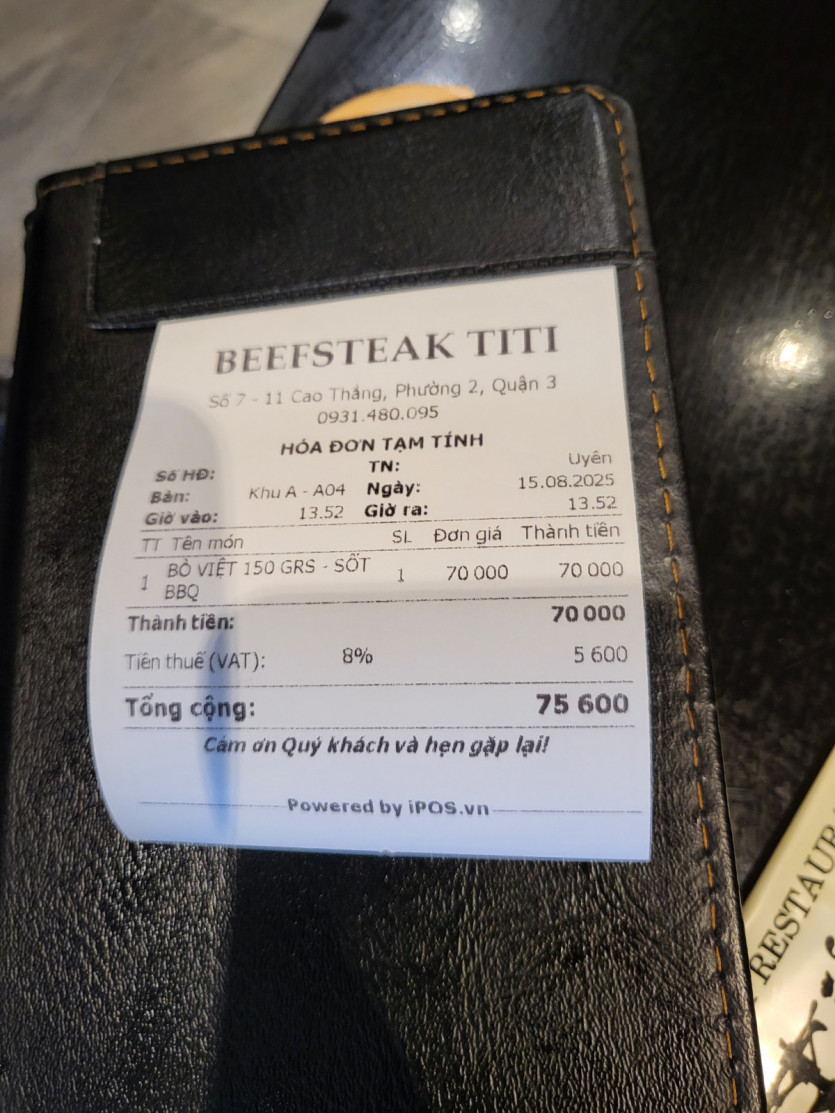 BEEFSTEAK TITI
Số 7 - 11 Cao Thắng, Phường 2, Quận 3
0931.480.095
HÓA ĐƠN TẠM TÍNH
Số HĐ: TN: Uyên
Bàn: Khu A - A04 Ngày: 15.08.2025
Giờ vào: 13.52 Giờ ra: 13.52
TT Tên món SL Đơn giá Thành tiền
1 BÒ VIỆT 150 GRS - SỐT 1 70 000 70 000
BBQ
Thành tiền: 70 000
Tiền thuế (VAT): 8% 5 600
Tổng cộng: 75 600
Cảm ơn Quý khách và hẹn gặp lại!
Powered by iPOS.vn